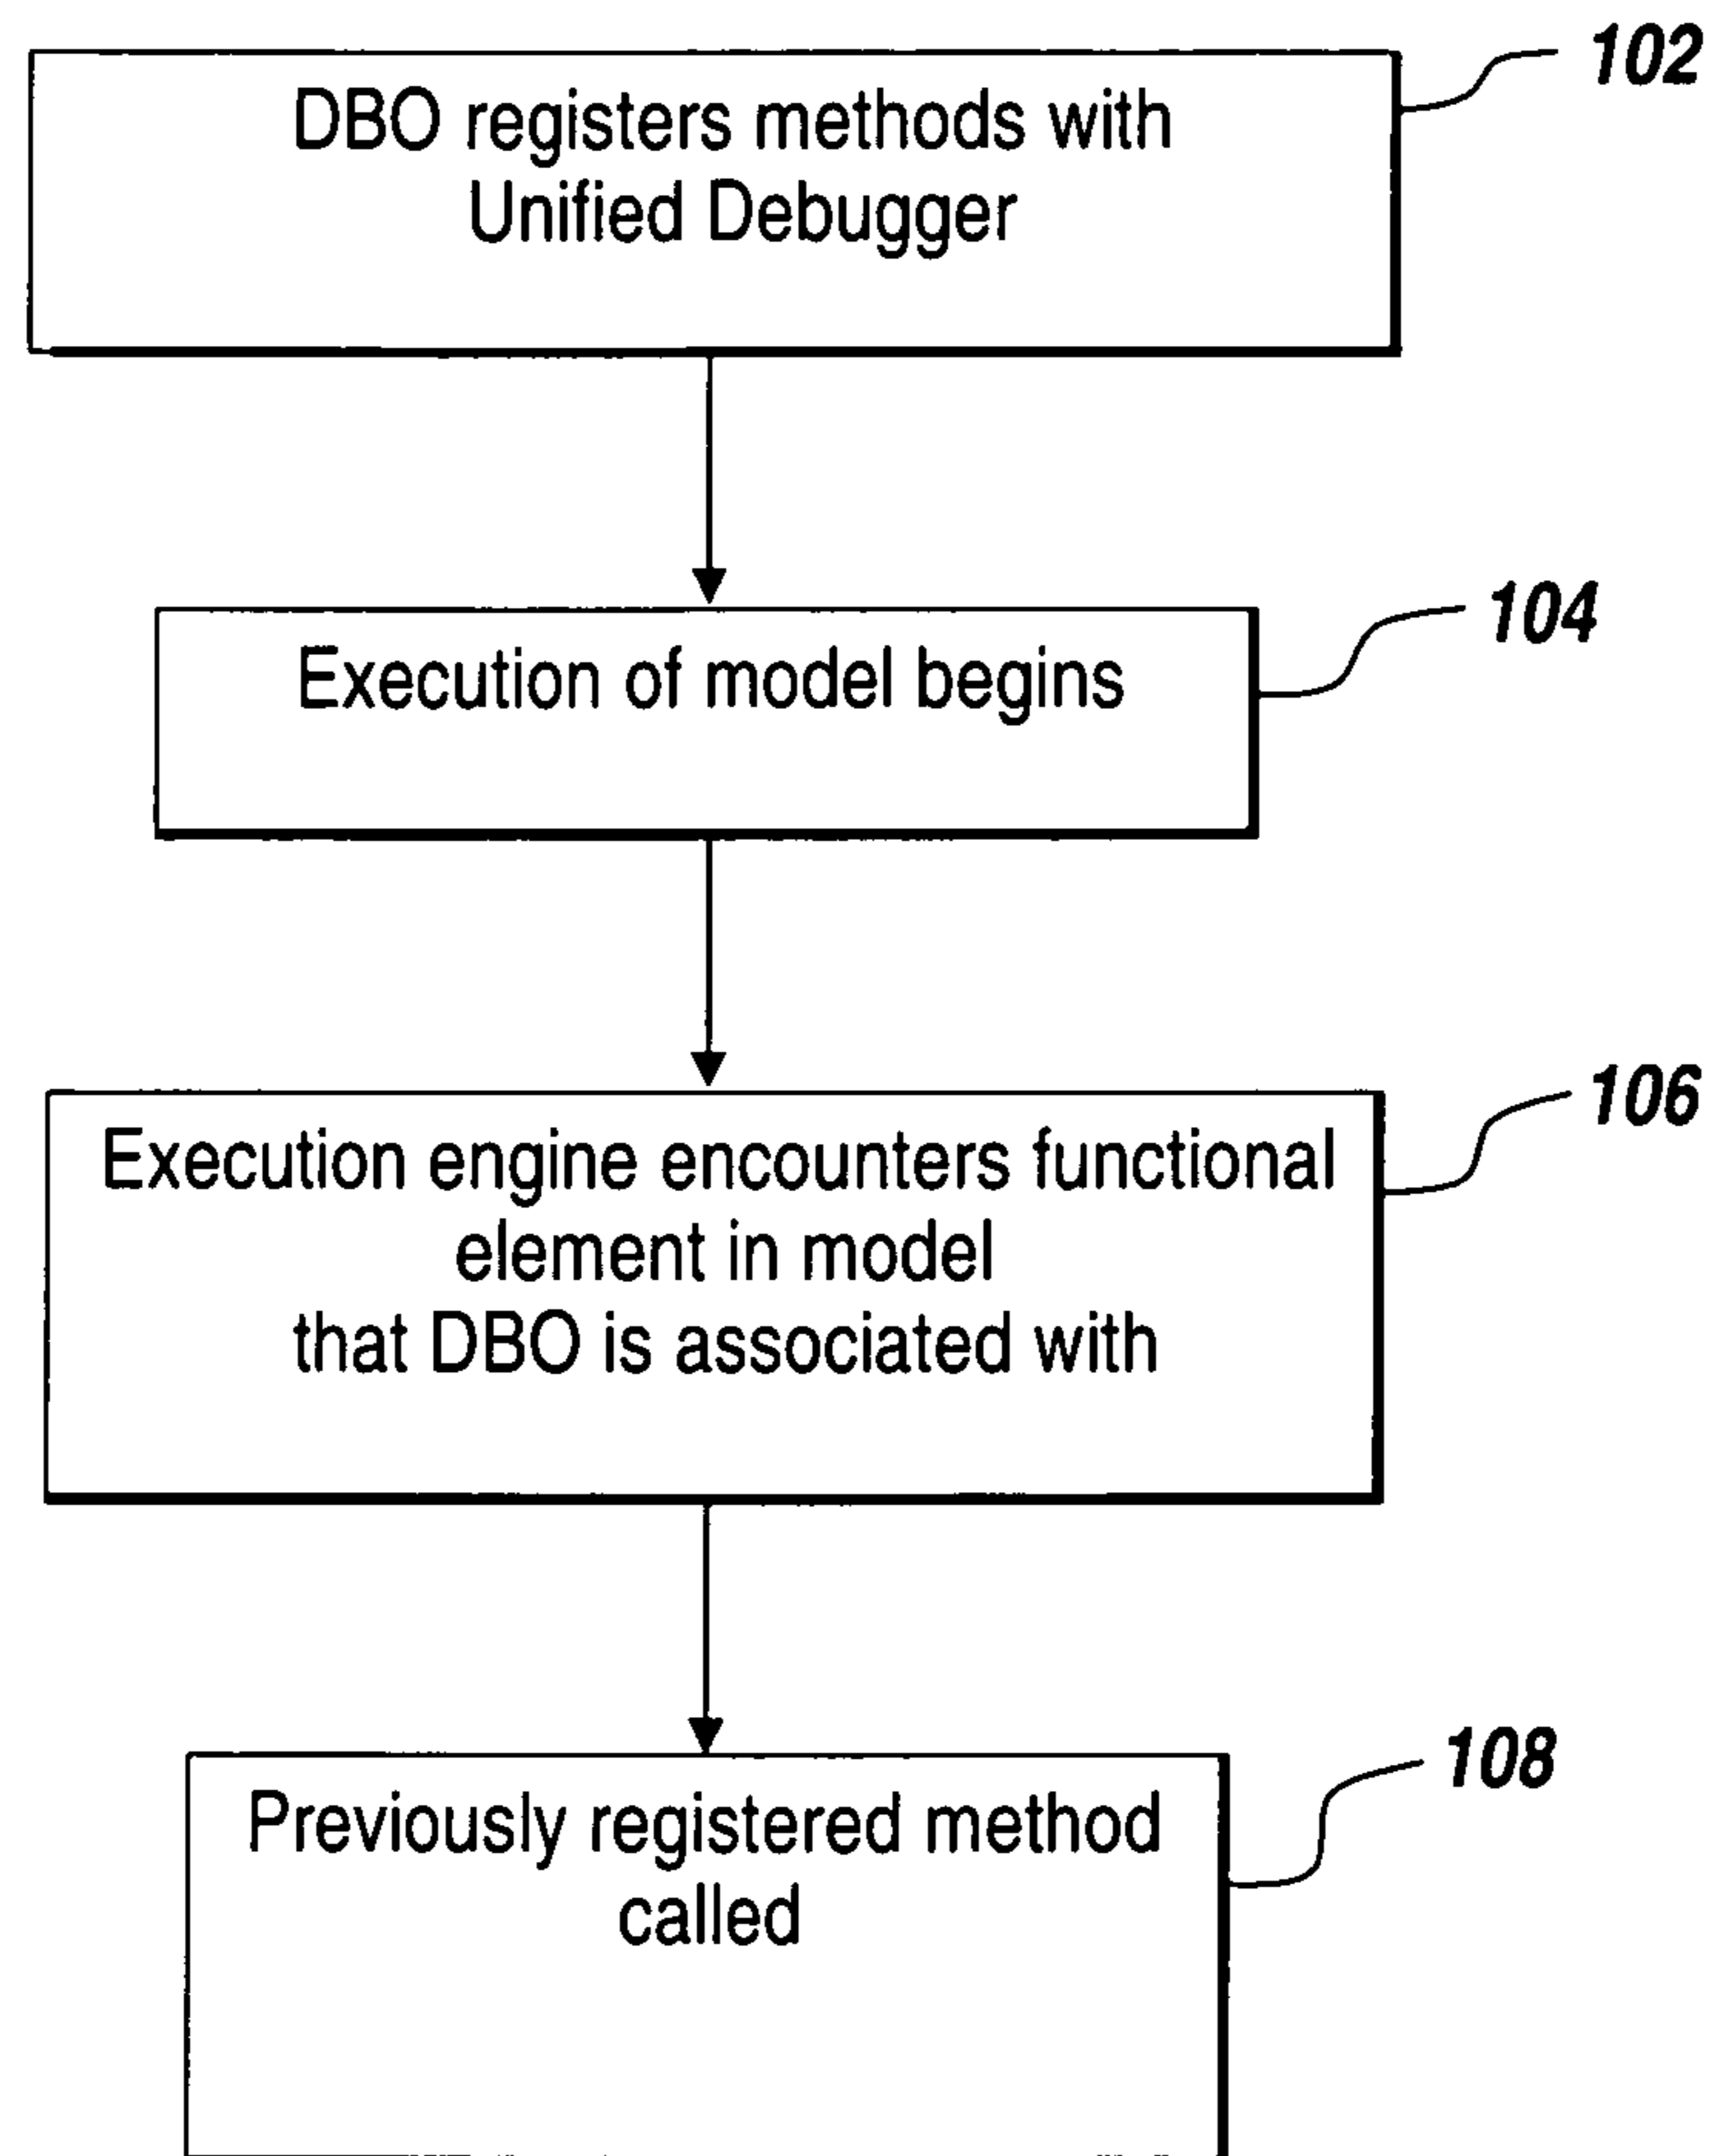 102
DBO registers methods with
Unified Debugger
104
Execution of model begins
106
Execution engine encounters functional
element in model
that DBO is associated with
108
Previously registered method
called